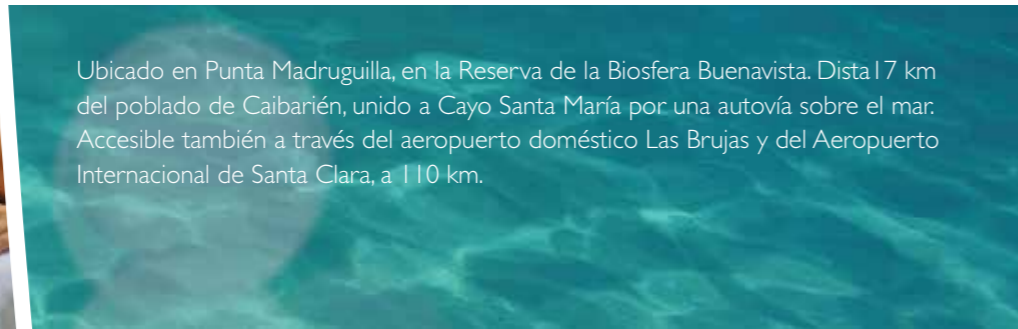 Ubicado en Punta Madruguilla, en la Reserva de la Biosfera Buenavista. Dista17 km
del poblado de Caibarién, unido a Cayo Santa María por una autovía sobre el mar.
Accesible también a través del aeropuerto doméstico Las Brujas y del Aeropuerto
Internacional de Santa Clara, a 110 km.